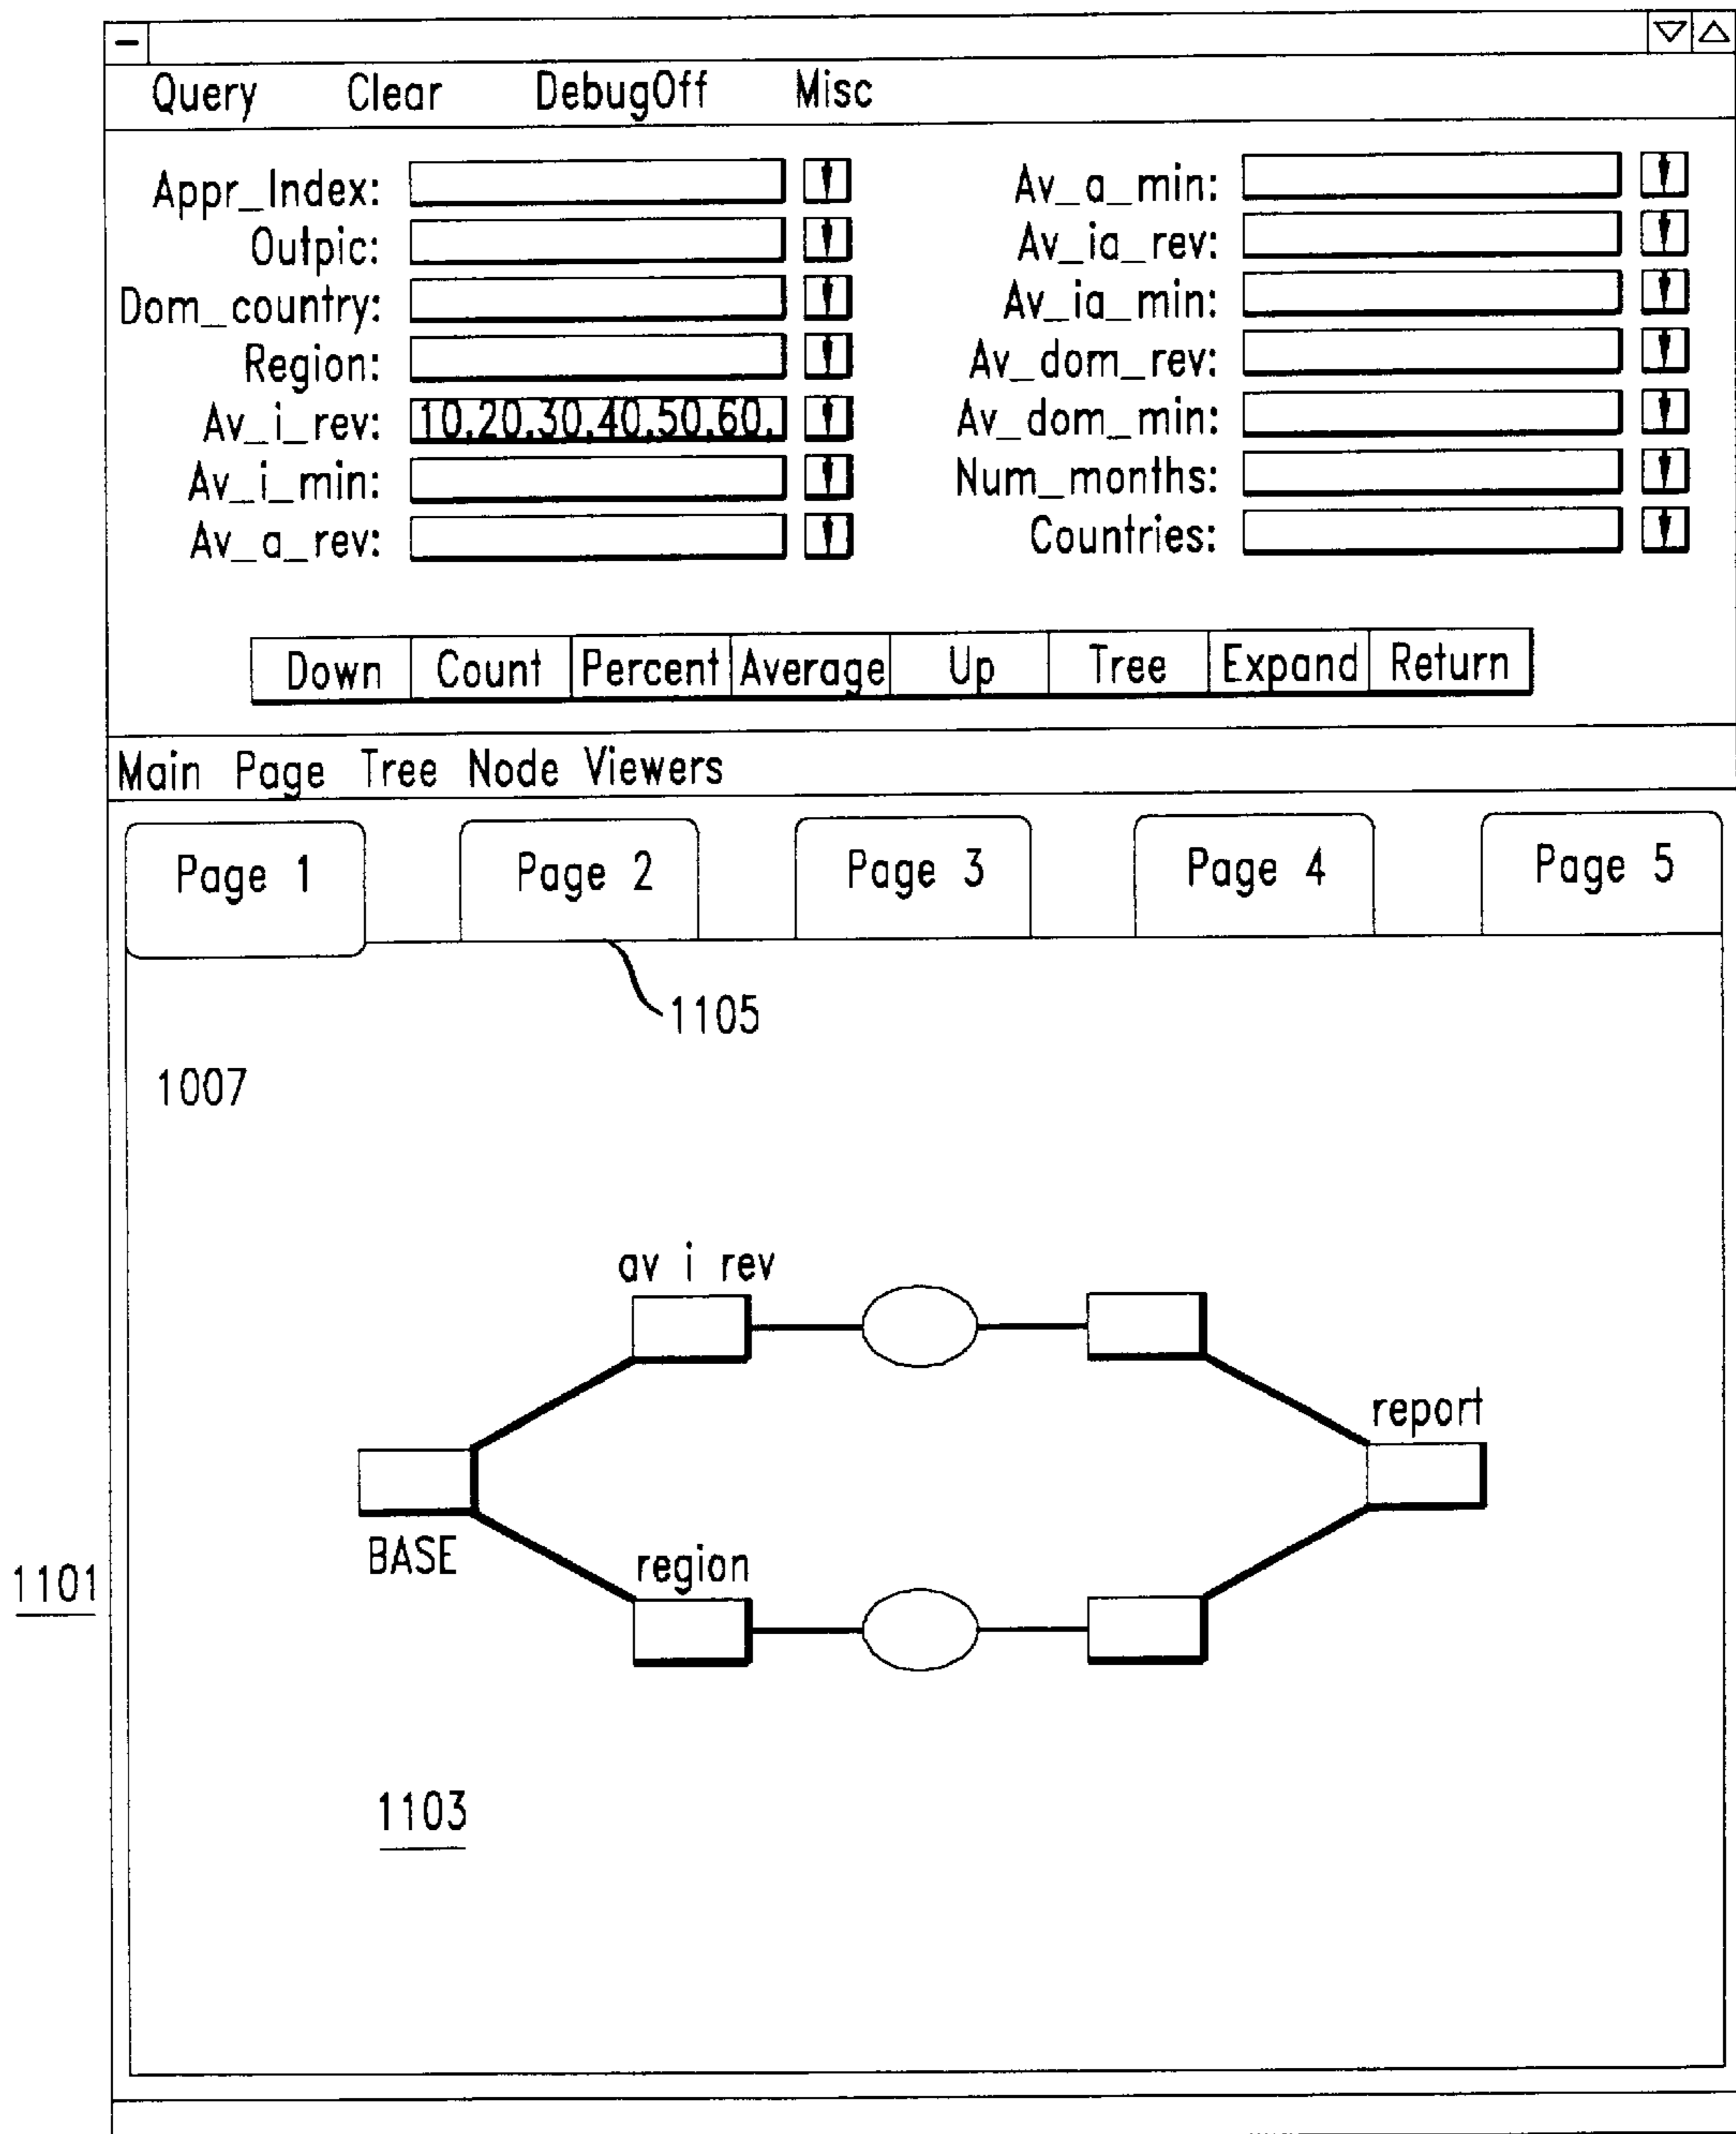 Query Clear DebugOff Misc
Appr_Index:
Outpic:
Dom_country:
Region:
Av_i_rev: 10,20,30,40,50,60,
Av_i_min:
Av_a_rev:
Av_a_min:
Av_ia_rev:
Av_ia_min:
Av_dom_rev:
Av_dom_min:
Num_months:
Countries:
Down Count Percent Average Up Tree Expand Return
Main Page Tree Node Viewers
Page 1 Page 2 Page 3 Page 4 Page 5
1105
1007
av i rev
report
BASE
region
1101
1103